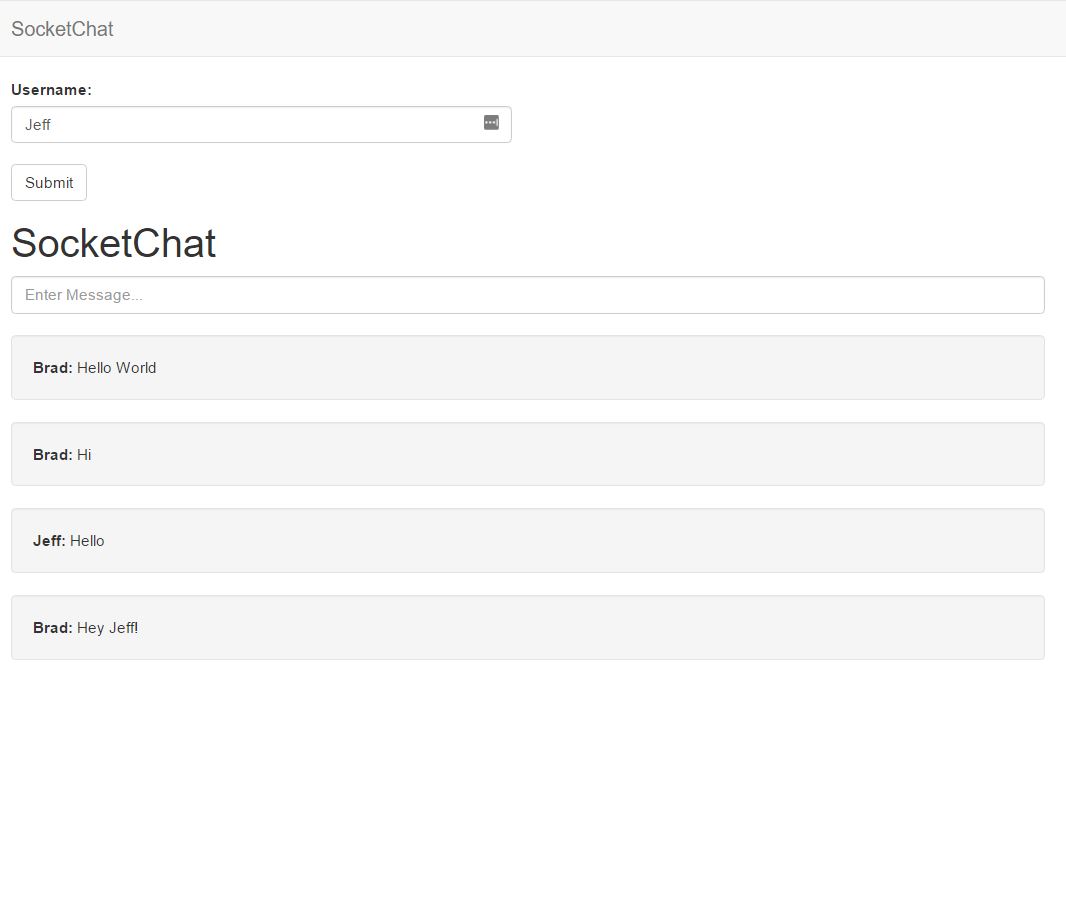 SocketChat
Username:
Jeff
Submit
SocketChat
Enter Message...
Brad: Hello World
Brad: Hi
Jeff: Hello
Brad: Hey Jeff!